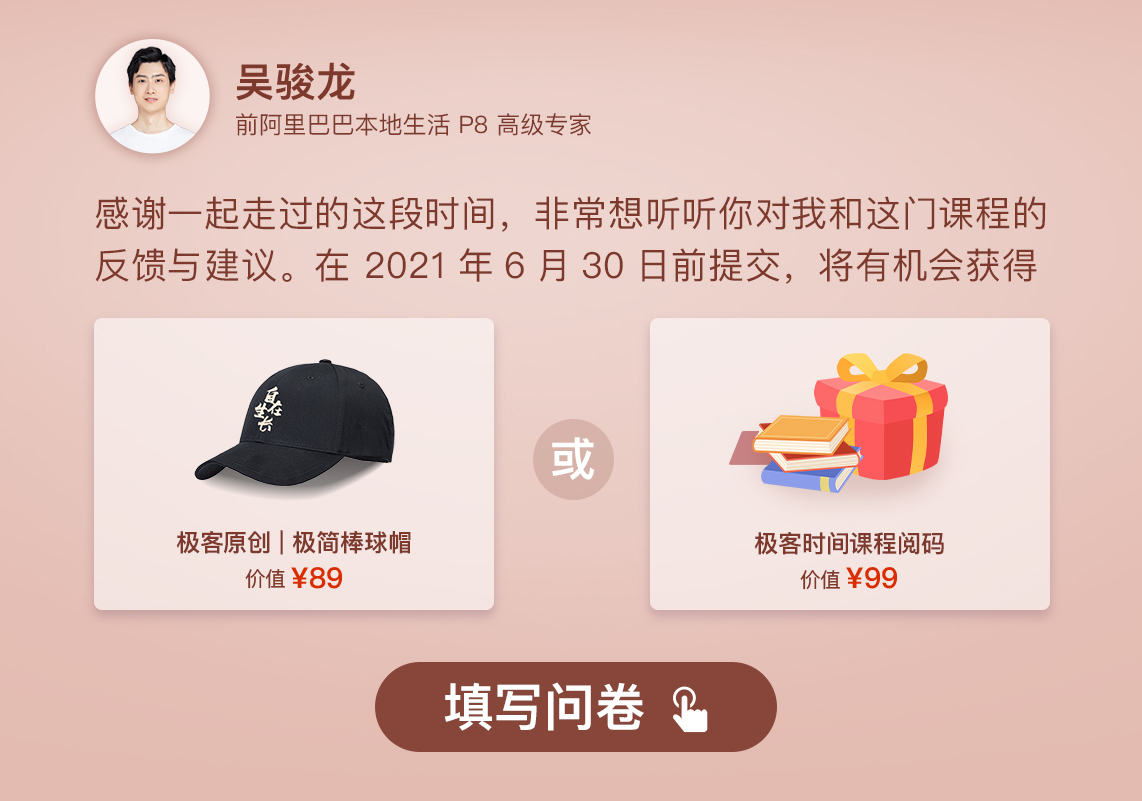 吴骏龙
前阿里巴巴本地生活 P8 高级专家
感谢一起走过的这段时间，非常想听听你对我和这门课程的
反馈与建议。在 2021 年 6 月 30 日前提交，将有机会获得
自在
生长
或
极客原创 | 极简棒球帽
价值 ¥89
极客时间课程阅码
价值 ¥99
填写问卷